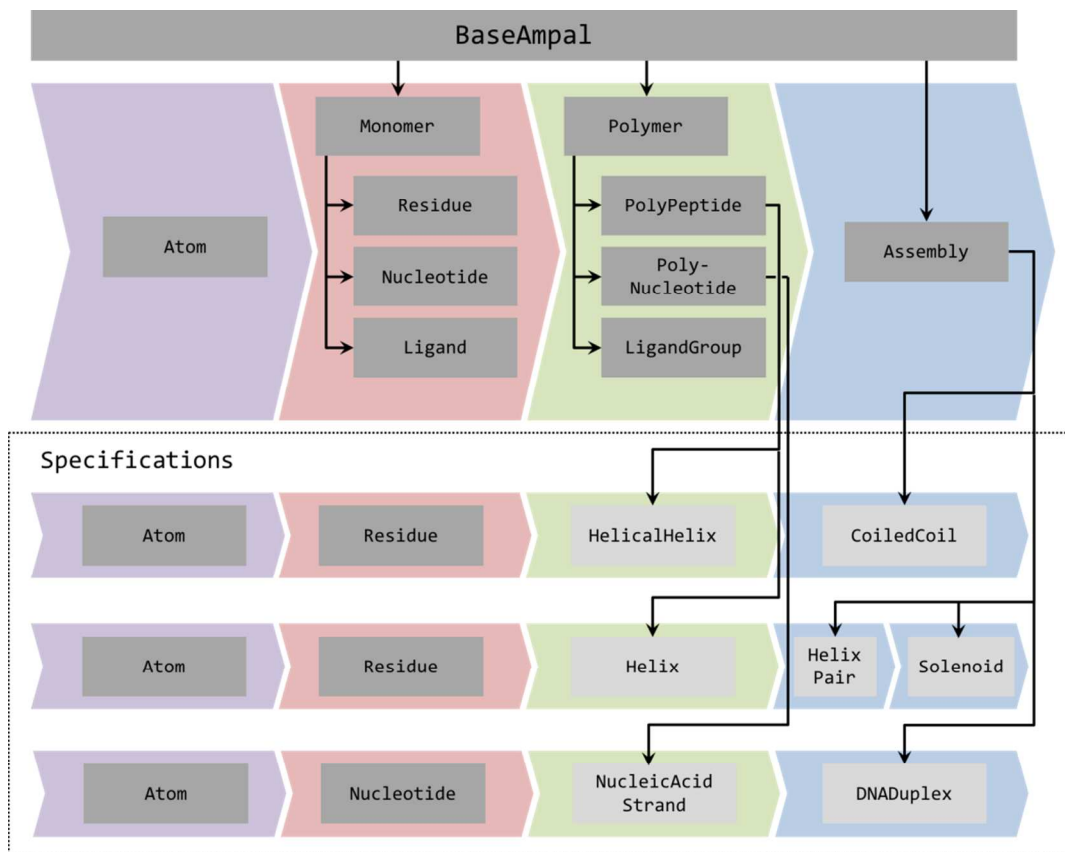 BaseAmpal
Monomer
Polymer
Residue
PolyPeptide
Atom
Nucleotide
Poly-
Nucleotide
Assembly
Ligand
LigandGroup
Specifications
Atom
Residue
HelicalHelix
CoiledCoil
Atom
Residue
Helix
Helix
Pair
Solenoid
Atom
Nucleotide
NucleicAcid
Strand
DNADuplex